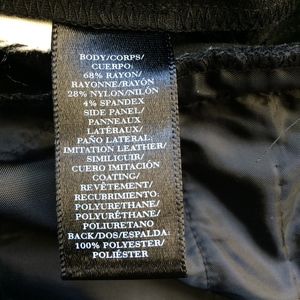 BODY/CORPS/
CUERPO:
68% RAYON/
RAYONNE/RAYÓN
28% NYLON/NILÓN
4% SPANDEX
SIDE PANEL/
PANNEAUX
LATÉRAUX/
PAÑO LATERAL:
IMITATION LEATHER/
SIMILICUIR/
CUERO IMITACIÓN
COATING/
REVÊTEMENT/
RECUBRIMIENTO:
POLYURETHANE/
POLYURÉTHANE/
POLIURETANO
BACK/DOS/ESPALDA:
100% POLYESTER/
POLIÉSTER